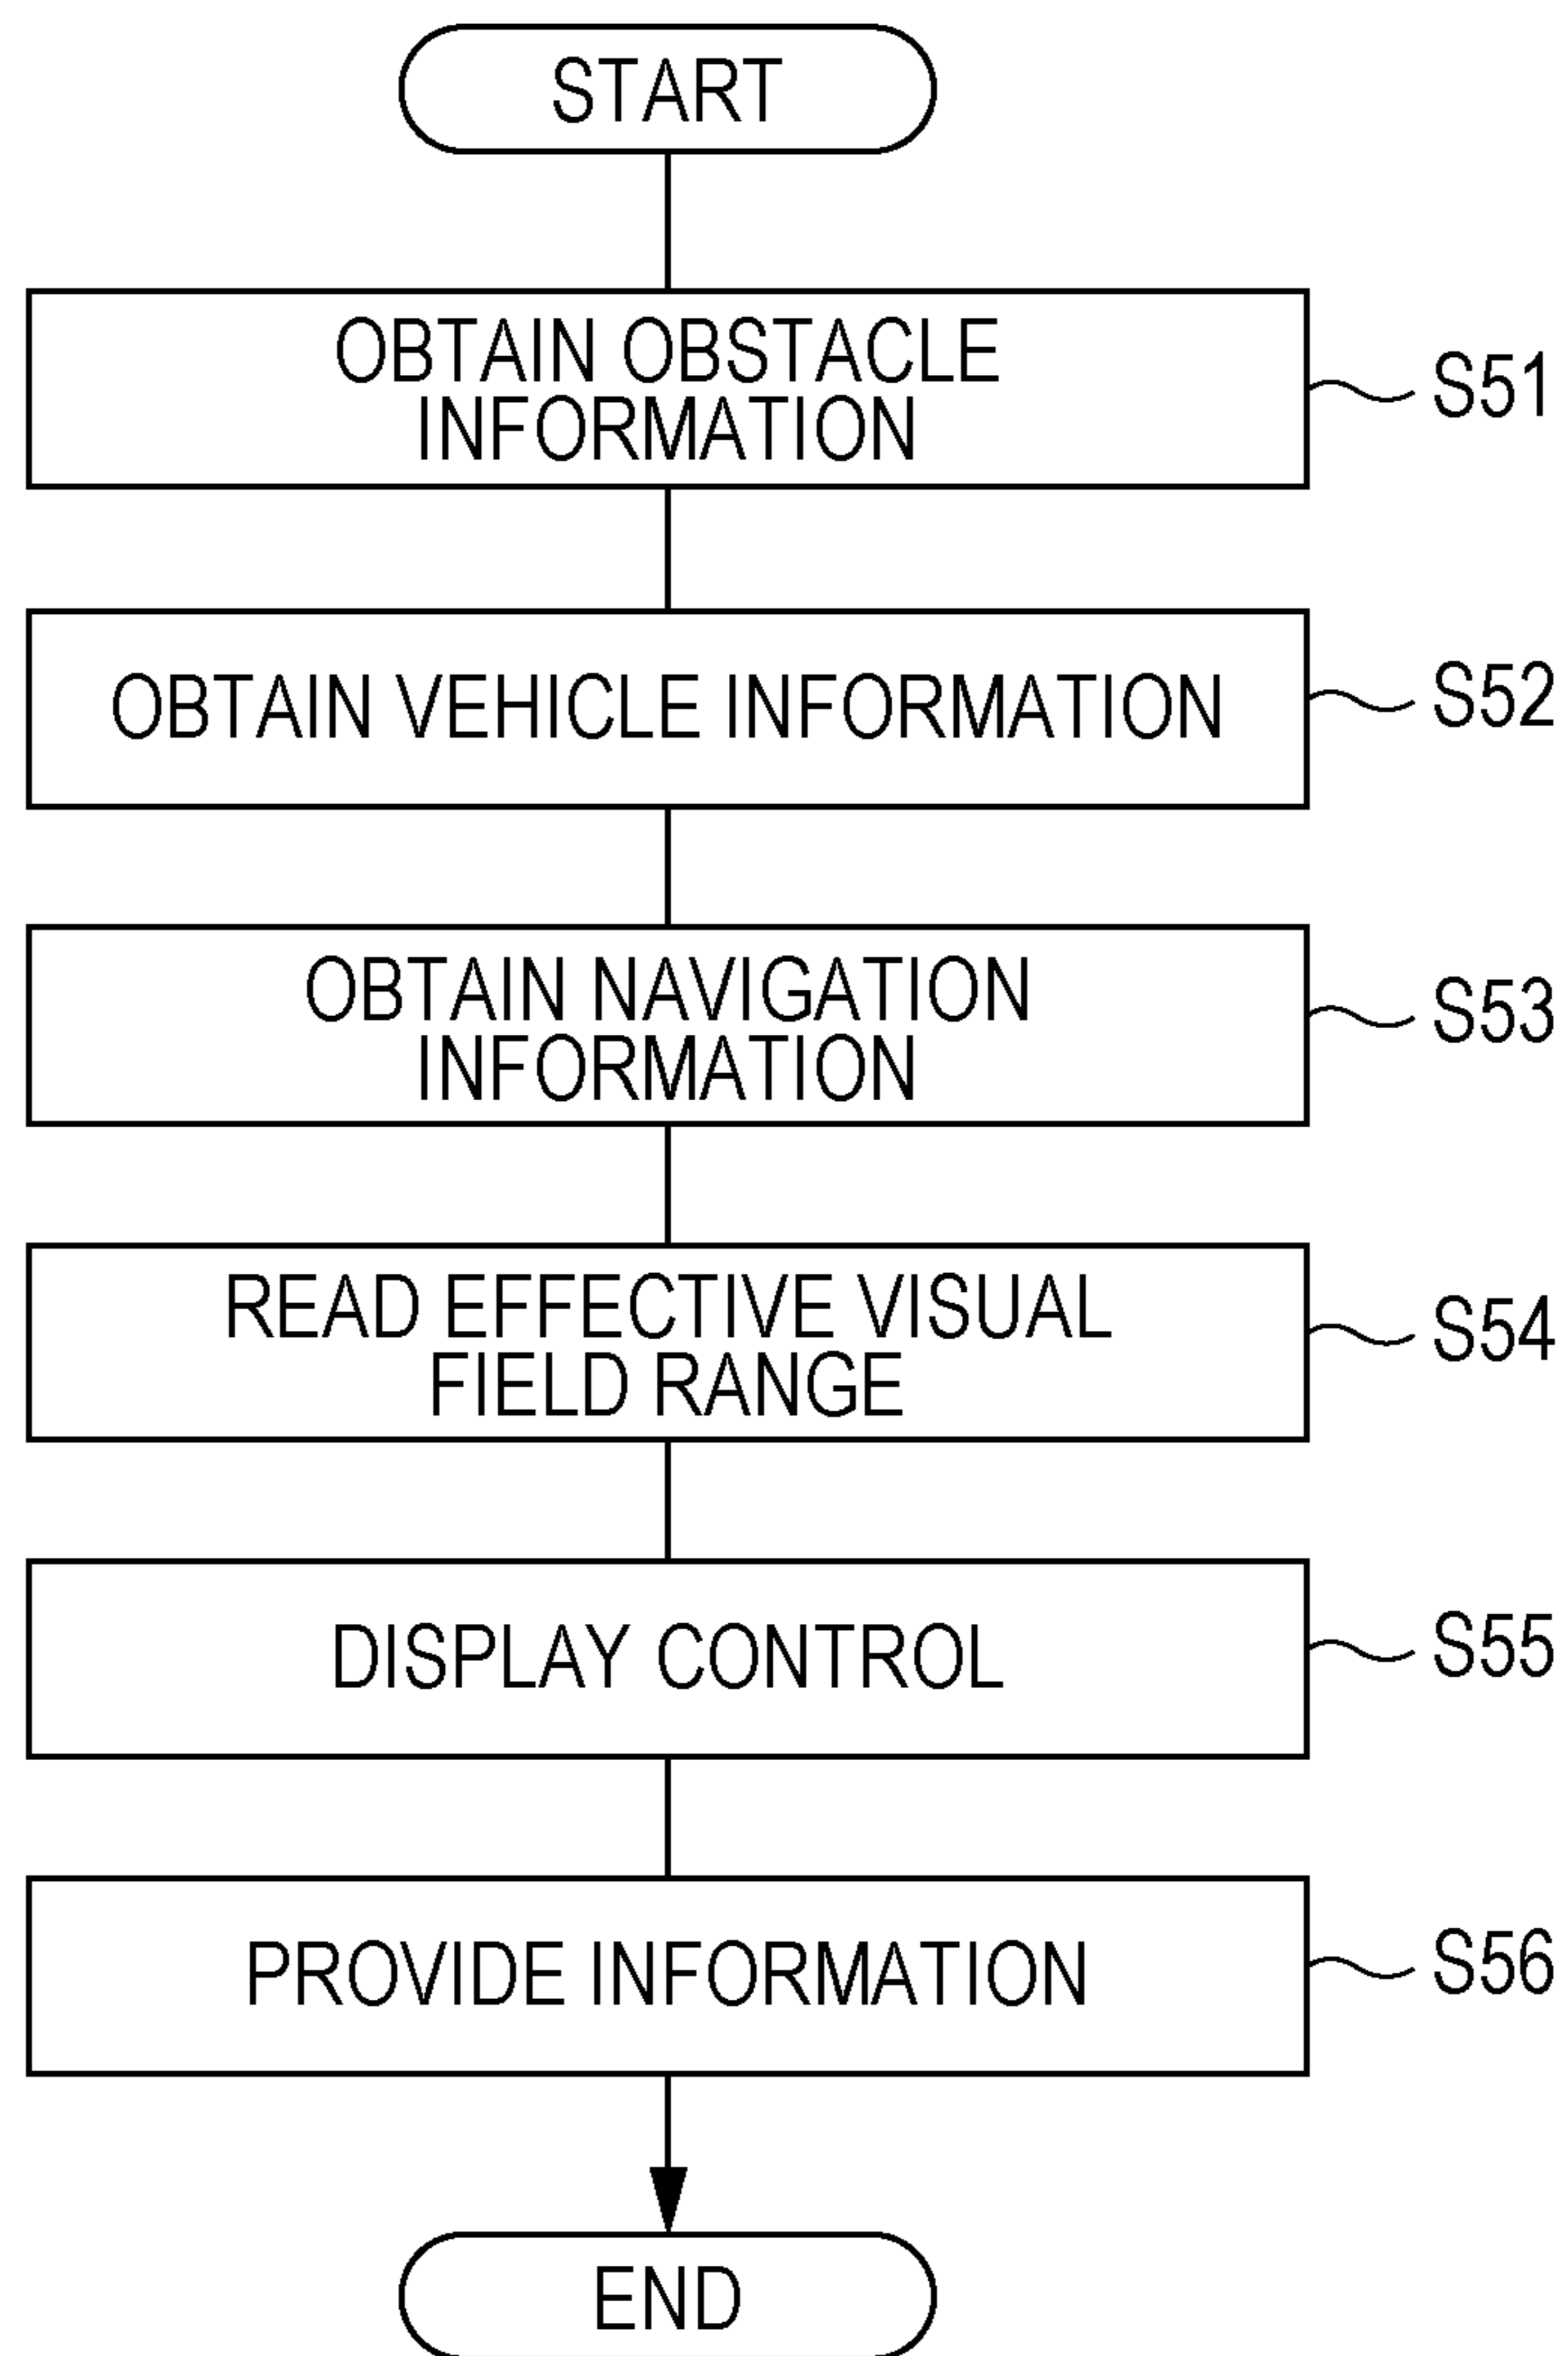 START
OBTAIN OBSTACLE
INFORMATION
S51
OBTAIN VEHICLE INFORMATION
S52
OBTAIN NAVIGATION
INFORMATION
S53
READ EFFECTIVE VISUAL
FIELD RANGE
S54
DISPLAY CONTROL
S55
PROVIDE INFORMATION
S56
END